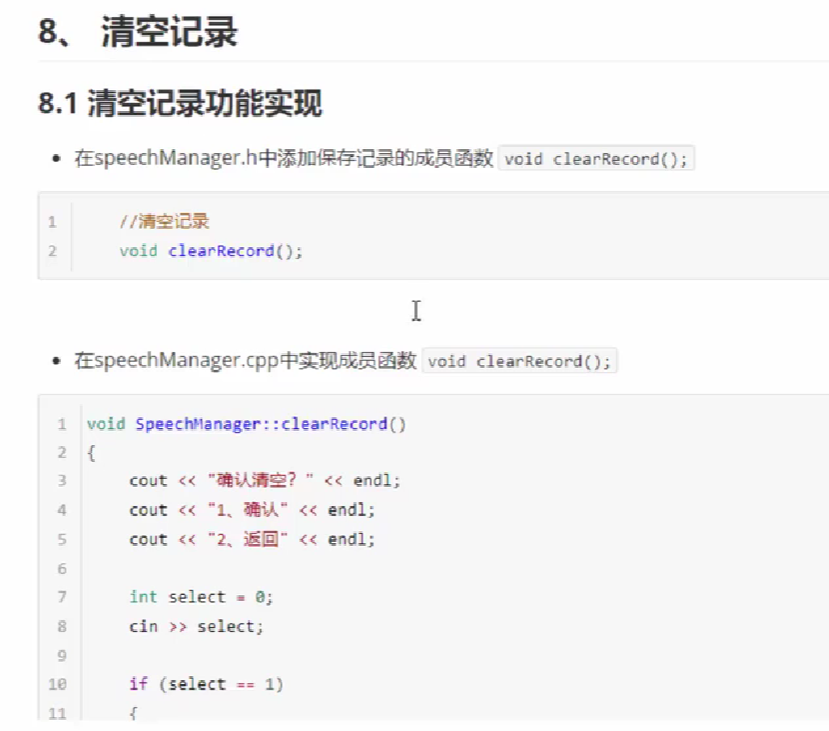 8、 清空记录
8.1 清空记录功能实现
• 在speechManager.h中添加保存记录的成员函数 void clearRecord();
1 //清空记录
2 void clearRecord();
• 在speechManager.cpp中实现成员函数 void clearRecord();
1 void SpeechManager::clearRecord()
2 {
3 cout << "确认清空？" << endl;
4 cout << "1、确认" << endl;
5 cout << "2、返回" << endl;
6
7 int select = 0;
8 cin >> select;
9
10 if (select == 1)
11 {